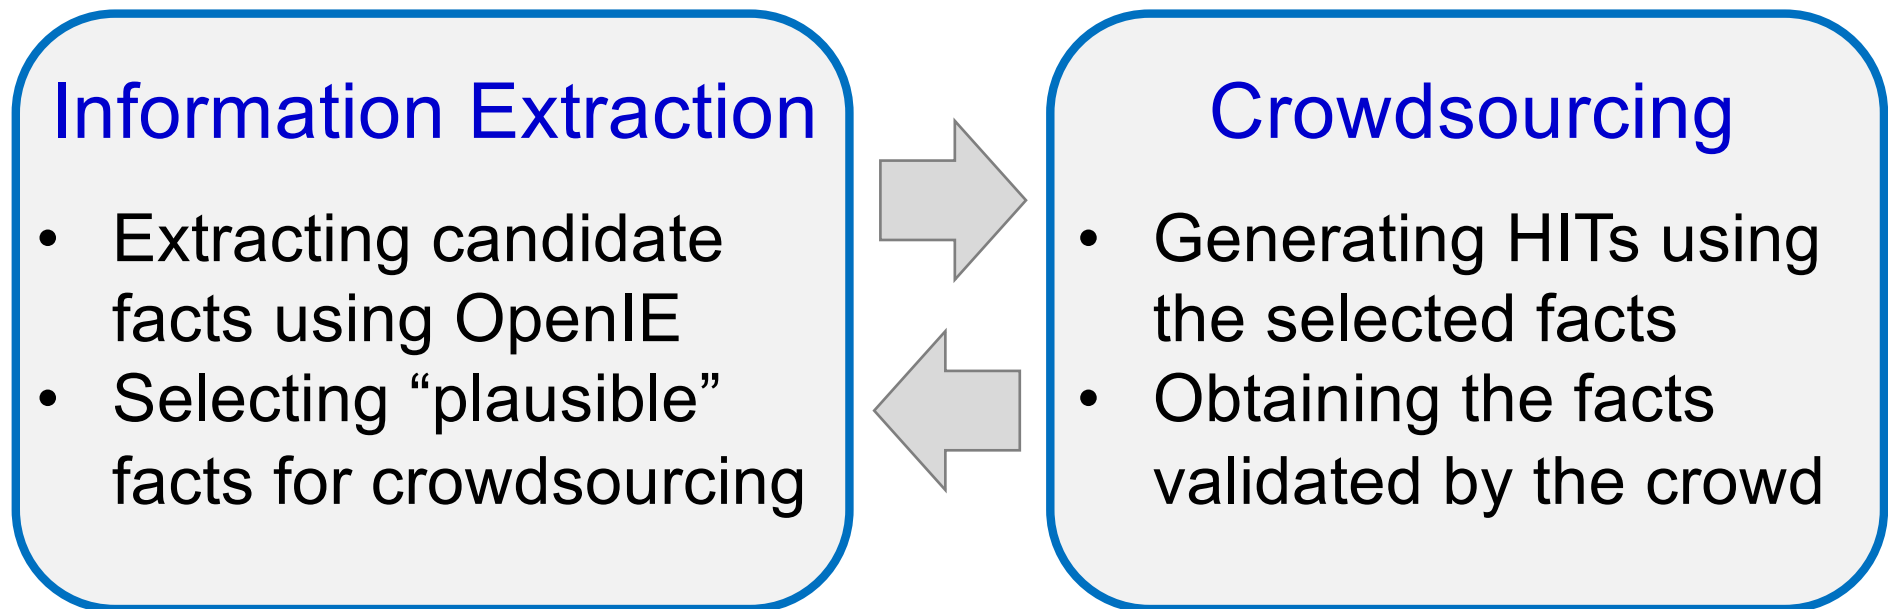 Information Extraction
• Extracting candidate
facts using OpenIE
• Selecting “plausible”
facts for crowdsourcing
Crowdsourcing
• Generating HITs using
the selected facts
• Obtaining the facts
validated by the crowd